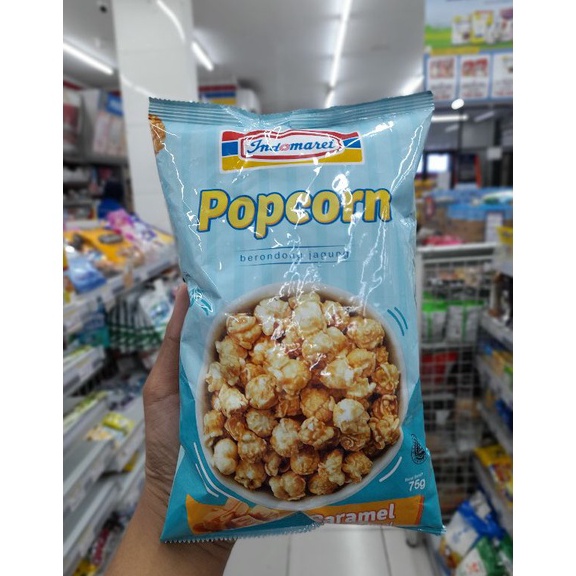 Indomaret
Popcorn
berondong jagung
75g
Caramel